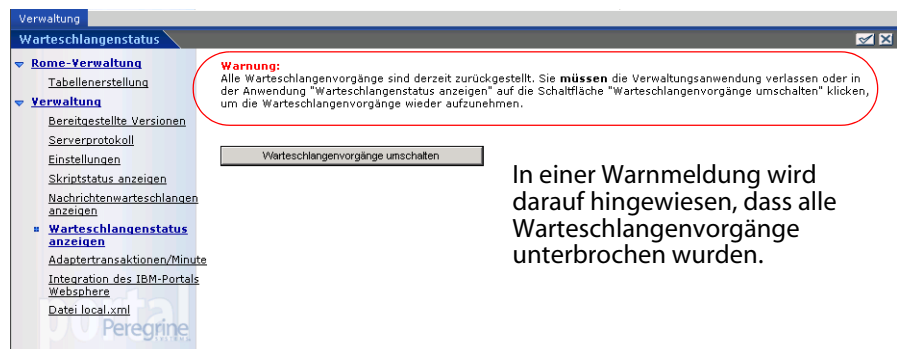 Verwaltung
Warteschlangenstatus
Rome-Verwaltung
Tabellenerstellung
Verwaltung
Bereitgestellte Versionen
Serverprotokoll
Einstellungen
Skriptstatus anzeigen
Nachrichtenwarteschlangen
anzeigen
Warteschlangenstatus
anzeigen
Adaptertransaktionen/Minute
Integration des IBM-Portals
Websphere
Datei local.xml
portal
Peregrine
Warnung:
Alle Warteschlangenvorgänge sind derzeit zurückgestellt. Sie müssen die Verwaltungsanwendung verlassen oder in
der Anwendung "Warteschlangenstatus anzeigen" auf die Schaltfläche "Warteschlangenvorgänge umschalten" klicken,
um die Warteschlangenvorgänge wieder aufzunehmen.
Warteschlangenvorgänge umschalten
In einer Warnmeldung wird
darauf hingewiesen, dass alle
Warteschlangenvorgänge
unterbrochen wurden.